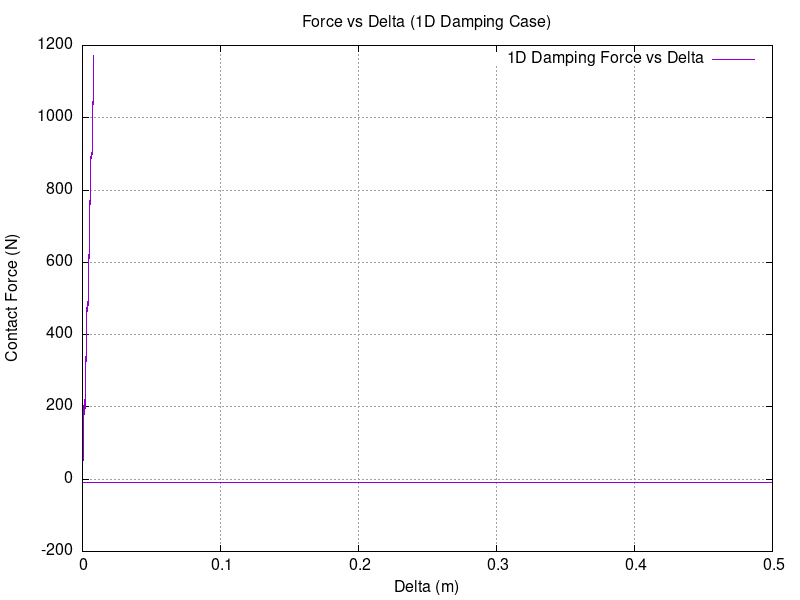 Force vs Delta (1D Damping Case)
1D Damping Force vs Delta
1200
1000
800
600
400
200
0
-200
Contact Force (N)
0 0.1 0.2 0.3 0.4 0.5
Delta (m)